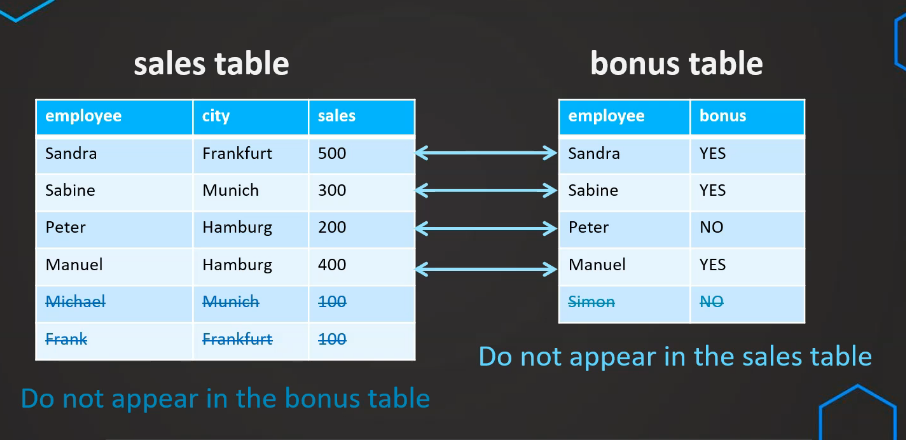 sales table
employee city sales
Sandra Frankfurt 500
Sabine Munich 300
Peter Hamburg 200
Manuel Hamburg 400
Michael Munich 100
Frank Frankfurt 100
Do not appear in the bonus table
bonus table
employee bonus
Sandra YES
Sabine YES
Peter NO
Manuel YES
Simon NO
Do not appear in the sales table